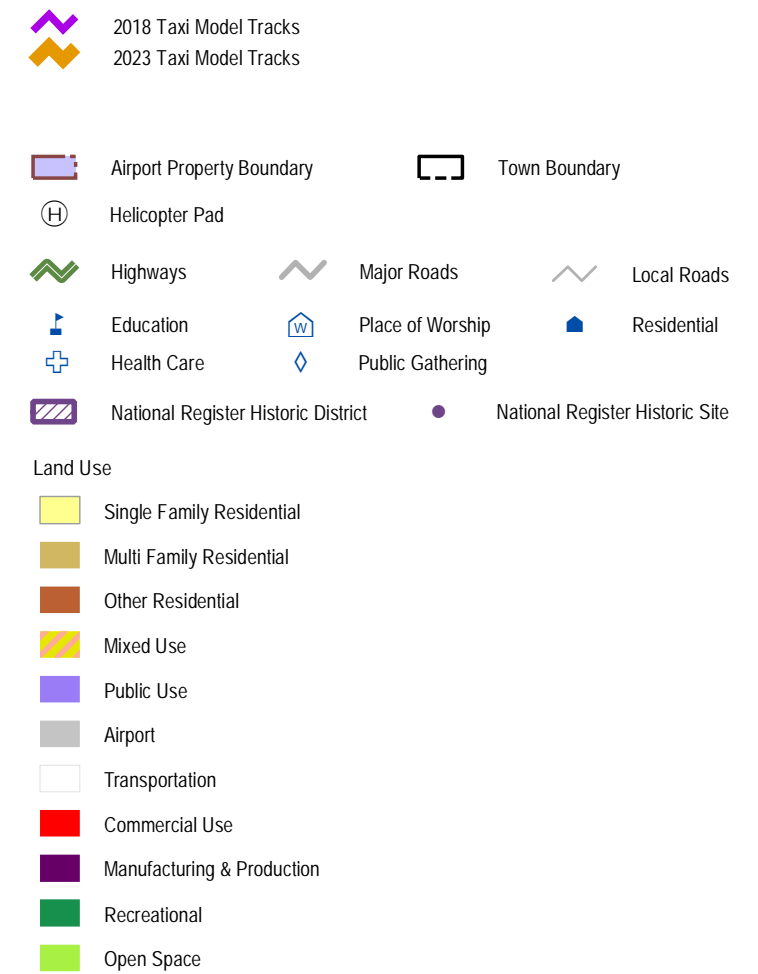 2018 Taxi Model Tracks
2023 Taxi Model Tracks
Airport Property Boundary
Town Boundary
H
Helicopter Pad
Highways
Major Roads
Local Roads
Education
W
Place of Worship
Residential
Health Care
Public Gathering
National Register Historic District
National Register Historic Site
Land Use
Single Family Residential
Multi Family Residential
Other Residential
Mixed Use
Public Use
Airport
Transportation
Commercial Use
Manufacturing & Production
Recreational
Open Space